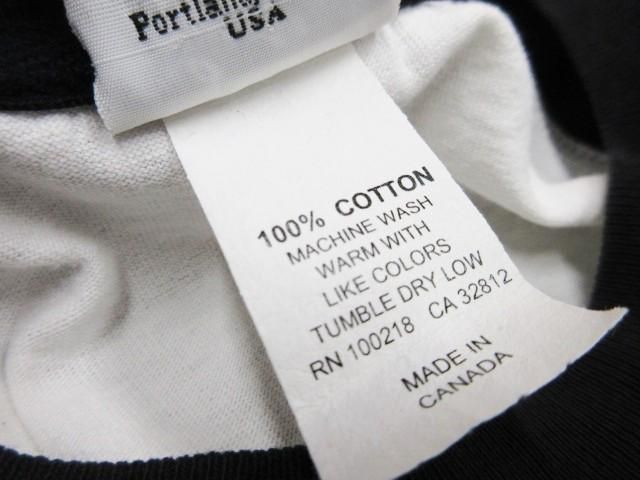 Portland,
USA
100% COTTON
MACHINE WASH
WARM WITH
LIKE COLORS
TUMBLE DRY LOW
RN 100218 CA 32812
MADE IN
CANADA